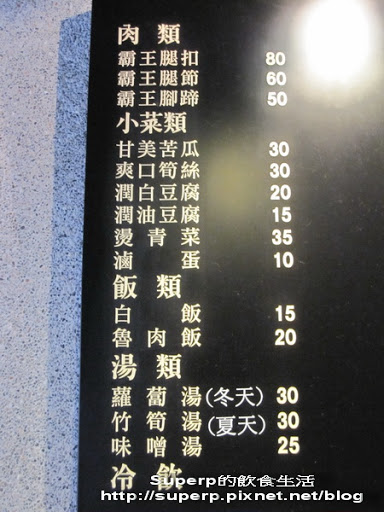 肉類
霸王腿扣 80
霸王腿節 60
霸王腳蹄 50
小菜類
甘美苦瓜 30
爽口筍絲 30
潤白豆腐 20
潤油豆腐 15
燙青菜 35
滷蛋 10
飯類
白飯 15
魯肉飯 20
湯類
蘿蔔湯(冬天) 30
竹筍湯(夏天) 30
味噌湯 25
冷飲
Superp的飲食生活
http://superp.pixnet.net/blog